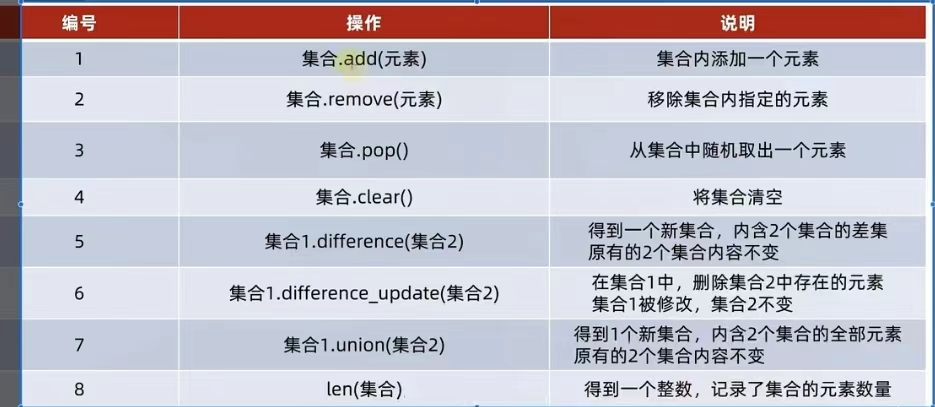 编号 操作 说明
1 集合.add(元素) 集合内添加一个元素
2 集合.remove(元素) 移除集合内指定的元素
3 集合.pop() 从集合中随机取出一个元素
4 集合.clear() 将集合清空
5 集合1.difference(集合2) 得到一个新集合，内含2个集合的差集
原有的2个集合内容不变
6 集合1.difference_update(集合2) 在集合1中，删除集合2中存在的元素
集合1被修改，集合2不变
7 集合1.union(集合2) 得到1个新集合，内含2个集合的全部元素
原有的2个集合内容不变
8 len(集合) 得到一个整数，记录了集合的元素数量